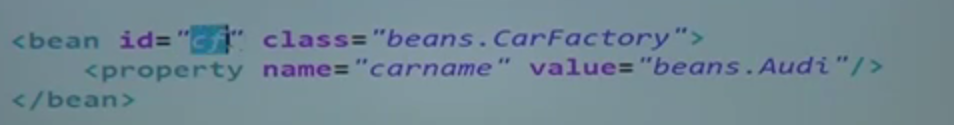 <bean id="cf" class="beans.CarFactory">
<property name="carname" value="beans.Audi"/>
</bean>